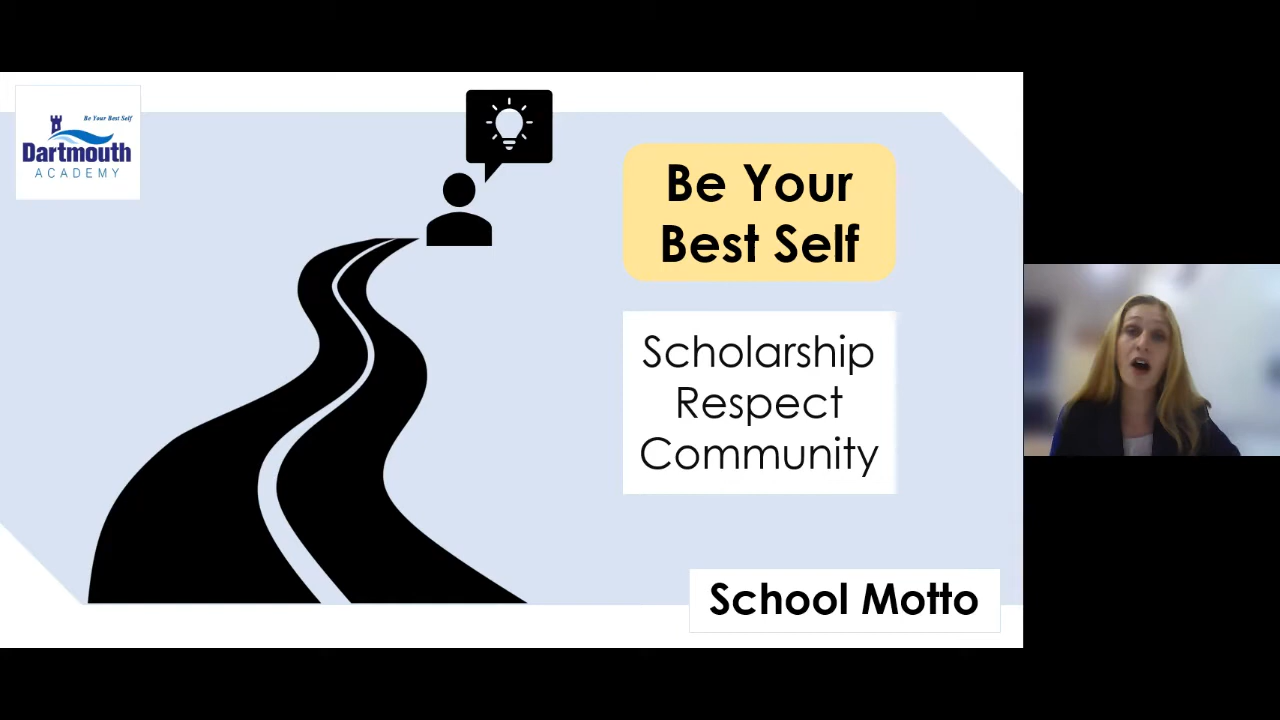 Be Your Best Self
Dartmouth
ACADEMY
Be Your
Best Self
Scholarship
Respect
Community
School Motto